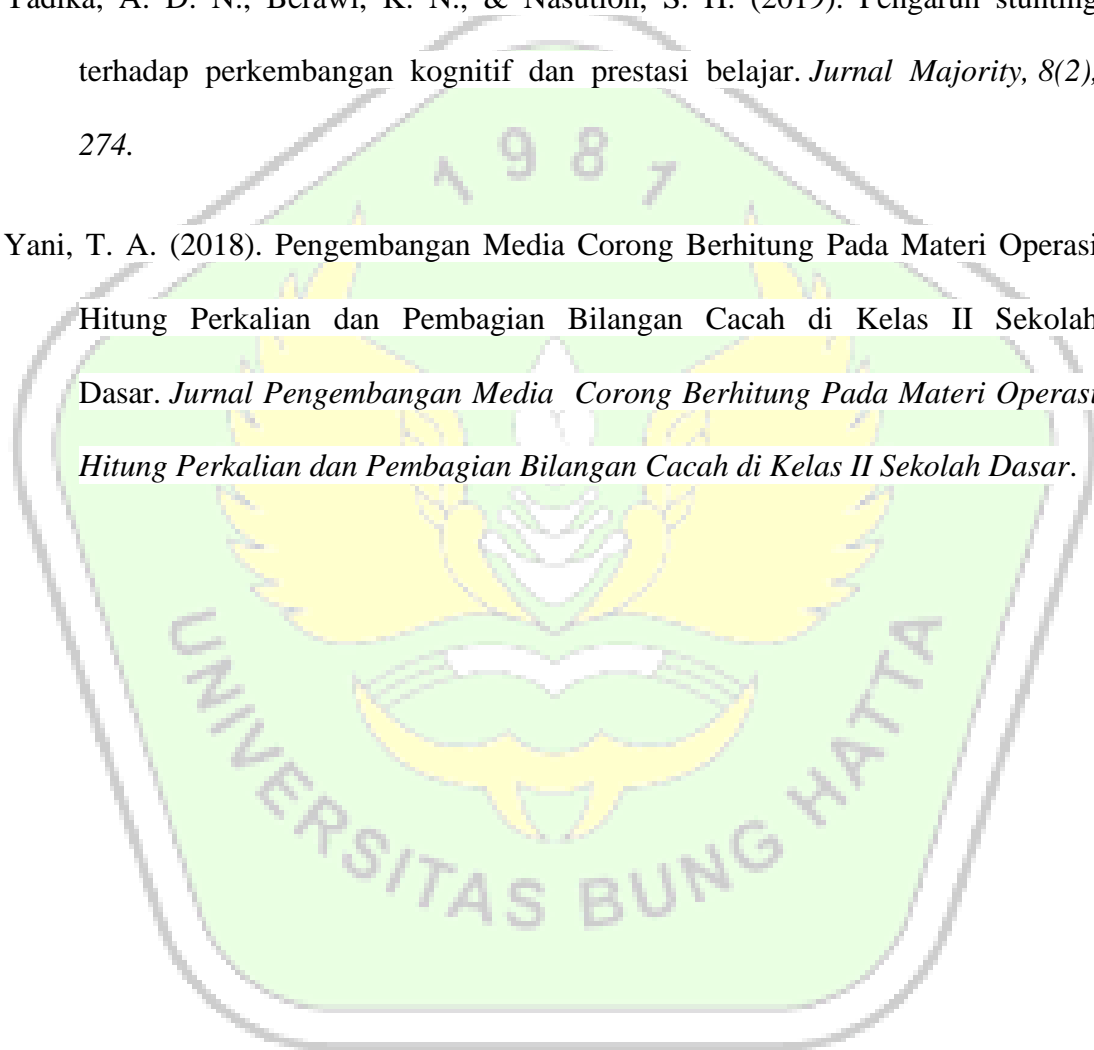 Yadika, A. D. N., Berawi, K. N., & Nasution, S. H. (2019). Pengaruh stunting
terhadap perkembangan kognitif dan prestasi belajar. Jurnal Majority, 8(2),
274.
1981
Yani, T. A. (2018). Pengembangan Media Corong Berhitung Pada Materi Operasi
Hitung Perkalian dan Pembagian Bilangan Cacah di Kelas II Sekolah
Dasar. Jurnal Pengembangan Media Corong Berhitung Pada Materi Operasi
Hitung Perkalian dan Pembagian Bilangan Cacah di Kelas II Sekolah Dasar.
UNIVERSITAS BUNG HATTA